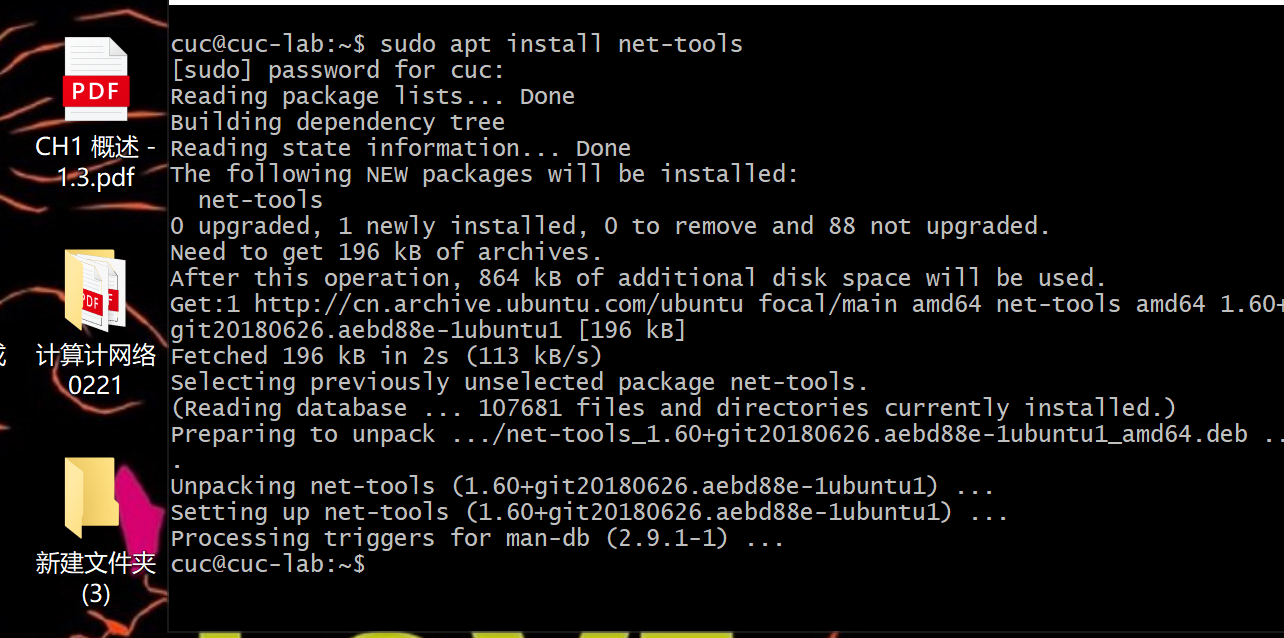 PDF
CH1 概述 -
1.3.pdf
PDF
计算计网络
0221
新建文件夹
(3)
cuc@cuc-lab:~$ sudo apt install net-tools
[sudo] password for cuc:
Reading package lists... Done
Building dependency tree
Reading state information... Done
The following NEW packages will be installed:
  net-tools
0 upgraded, 1 newly installed, 0 to remove and 88 not upgraded.
Need to get 196 kB of archives.
After this operation, 864 kB of additional disk space will be used.
Get:1 http://cn.archive.ubuntu.com/ubuntu focal/main amd64 net-tools amd64 1.60+
git20180626.aebd88e-1ubuntu1 [196 kB]
Fetched 196 kB in 2s (113 kB/s)
Selecting previously unselected package net-tools.
(Reading database ... 107681 files and directories currently installed.)
Preparing to unpack .../net-tools_1.60+git20180626.aebd88e-1ubuntu1_amd64.deb ..
.
Unpacking net-tools (1.60+git20180626.aebd88e-1ubuntu1) ...
Setting up net-tools (1.60+git20180626.aebd88e-1ubuntu1) ...
Processing triggers for man-db (2.9.1-1) ...
cuc@cuc-lab:~$